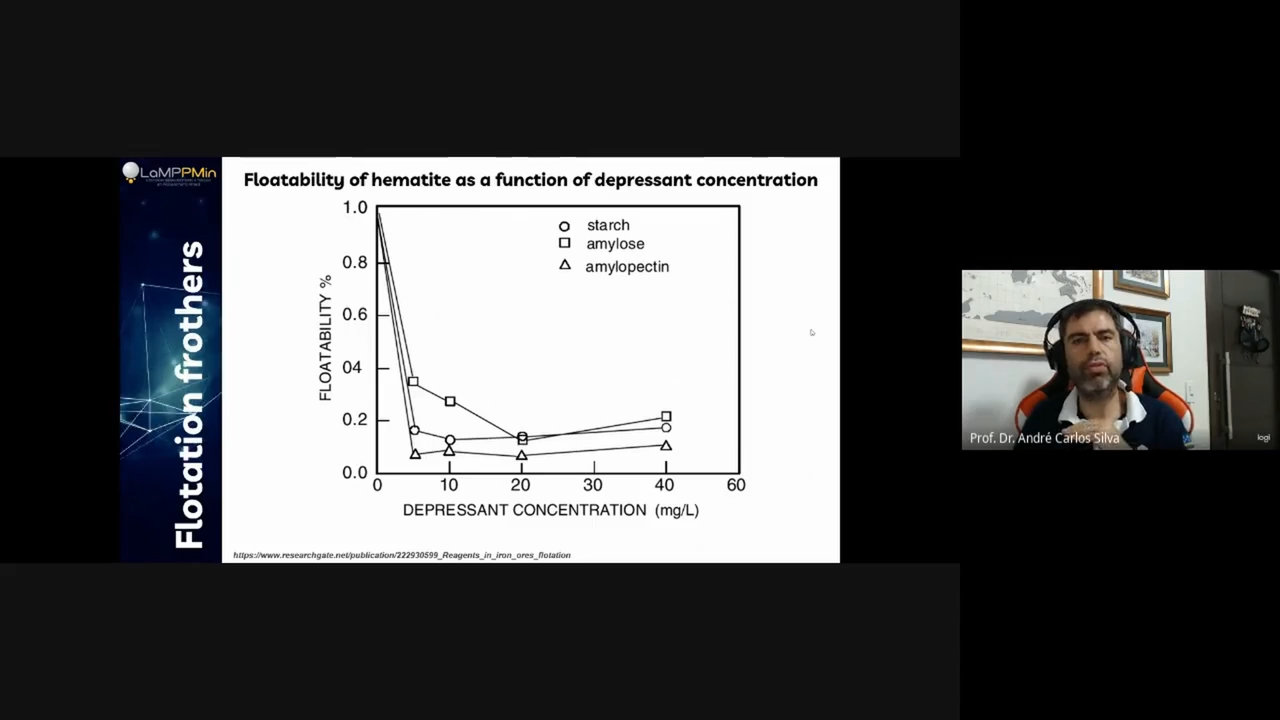 LaMPPMin
Flotation frothers
Floatability of hematite as a function of depressant concentration
1.0
0.8
0.6
04
0.2
0.0
FLOATABILITY %
starch
amylose
amylopectin
0 10 20 30 40 60
DEPRESSANT CONCENTRATION (mg/L)
https://www.researchgate.net/publication/222930599_Reagents_in_iron_ores_flotation
Prof. Dr. André Carlos Silva
logi